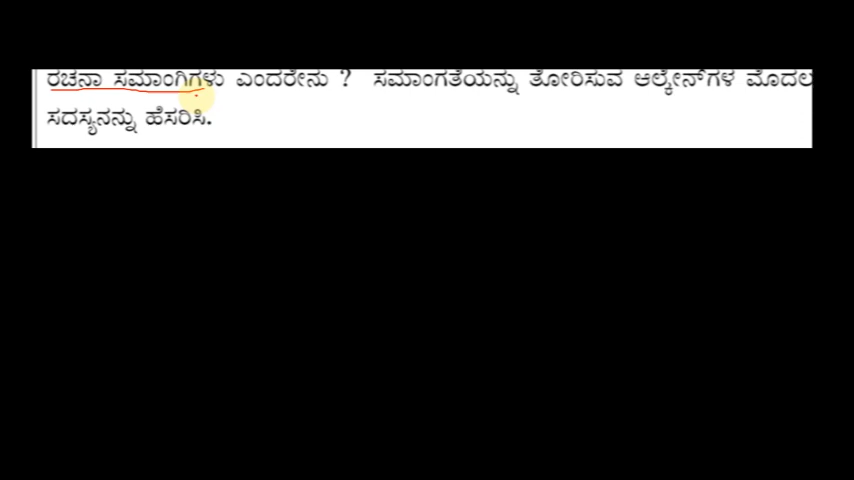 ರಚನಾ ಸಮಾಂಗಿಗಳು ಎಂದರೇನು ? ಸಮಾಂಗತೆಯನ್ನು ತೋರಿಸುವ ಆಲ್ಕೇನ್‌ಗಳ ಮೊದಲ
ಸದಸ್ಯನನ್ನು ಹೆಸರಿಸಿ.